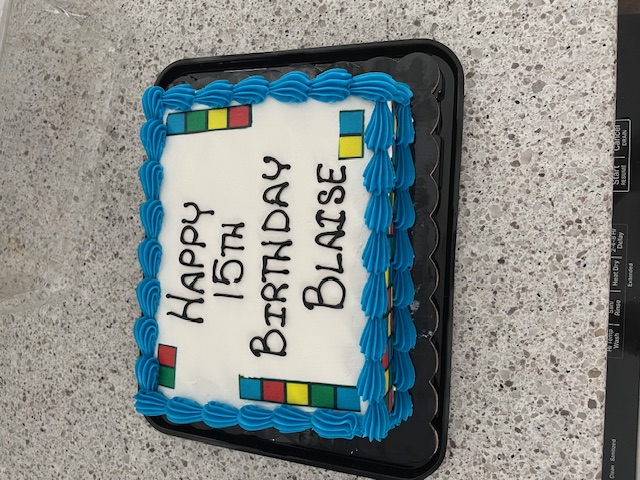 HAPPY
15TH
BIRTHDAY
BLAISE
Clean Sanitized
Hi Temp Wash
Sani Rinse
Heat Dry
2-4-8 Hr Delay
Extended
Start RESUME
Cancel DRAIN